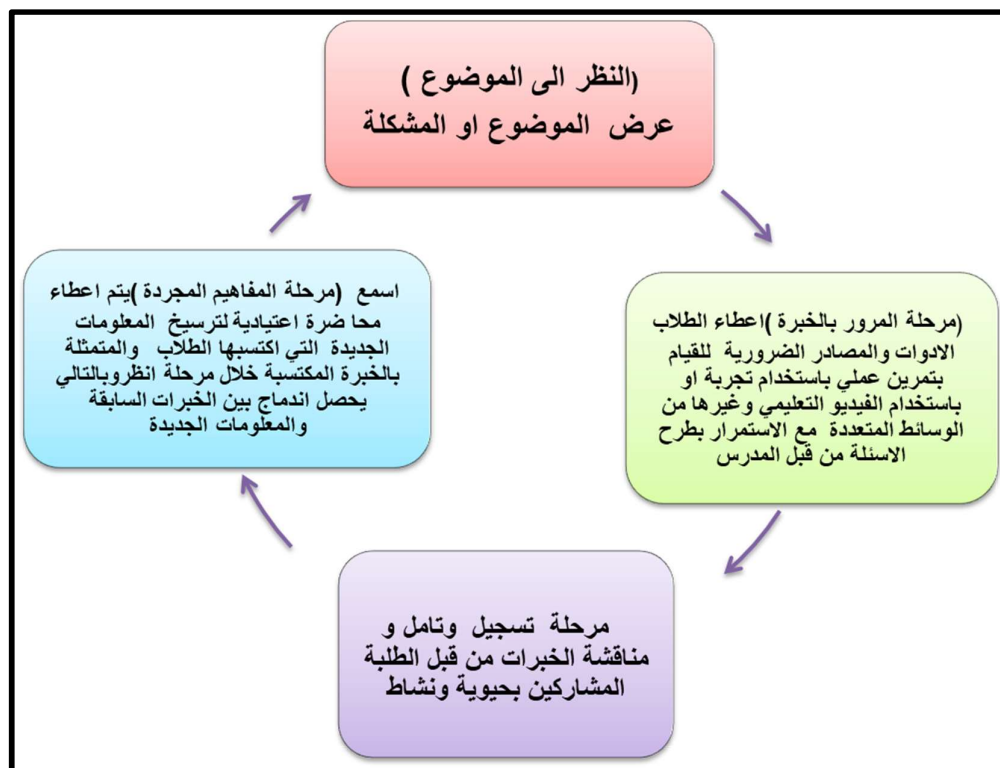 (النظر الى الموضوع )
عرض الموضوع او المشكلة
(مرحلة المرور بالخبرة )اعطاء الطلاب
الادوات والمصادر الضرورية للقيام
بتمرين عملي باستخدام تجربة او
باستخدام الفيديو التعليمي وغيرها من
الوسائط المتعددة مع الاستمرار بطرح
الاسئلة من قبل المدرس
مرحلة تسجيل وتامل و
مناقشة الخبرات من قبل الطلبة
المشاركين بحيوية ونشاط
اسمع (مرحلة المفاهيم المجردة )يتم اعطاء
محا ضرة اعتيادية لترسيخ المعلومات
الجديدة التي اكتسبها الطلاب والمتمثلة
بالخبرة المكتسبة خلال مرحلة انظروبالتالي
يحصل اندماج بين الخبرات السابقة
والمعلومات الجديدة